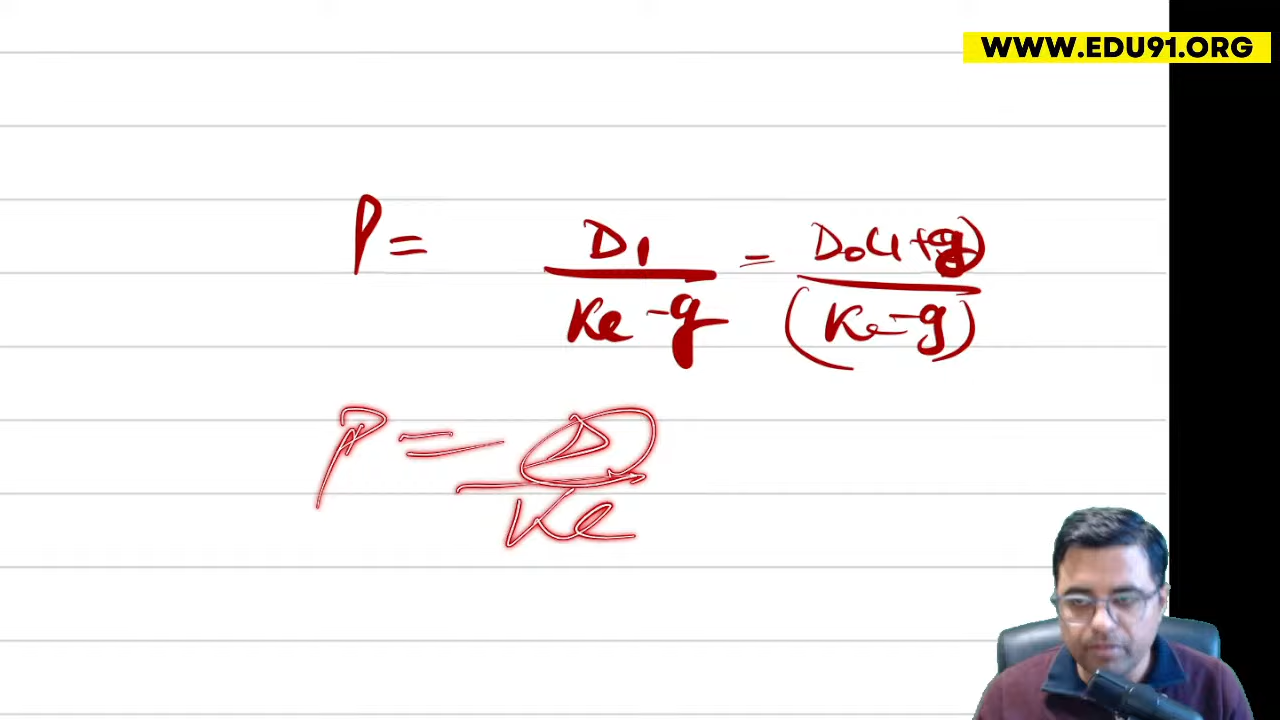 WWW.EDU91.ORG
P = D1 / Ke - g = D0(1+g) / (Ke - g)
P = D / Ke